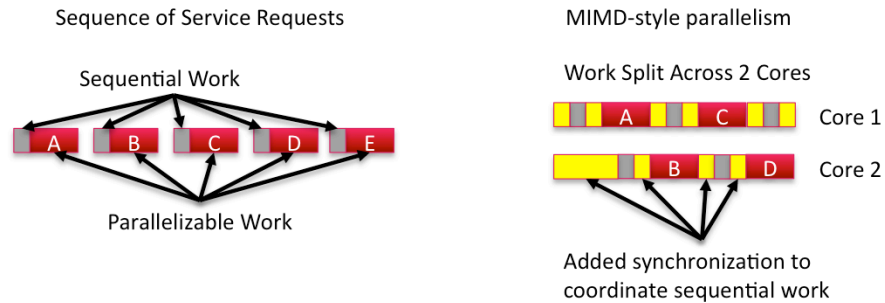 Sequence of Service Requests
Sequential Work
A B C D E
Parallelizable Work
MIMD-style parallelism
Work Split Across 2 Cores
A C Core 1
B D Core 2
Added synchronization to
coordinate sequential work